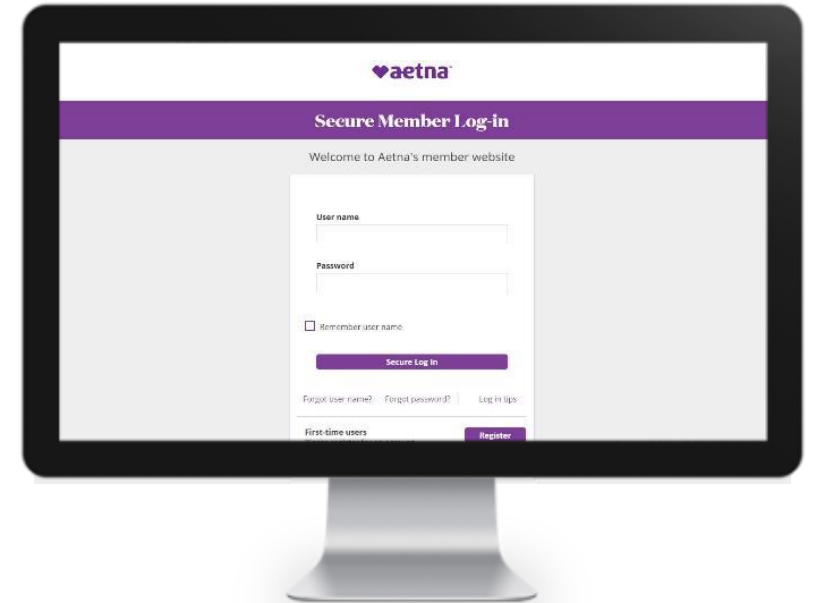 aetna
Secure Member Log-in
Welcome to Aetna's member website
User name
Password
Remember user name
Secure Log In
Forgot user name? Forgot password? Log in tips
First-time users
Register